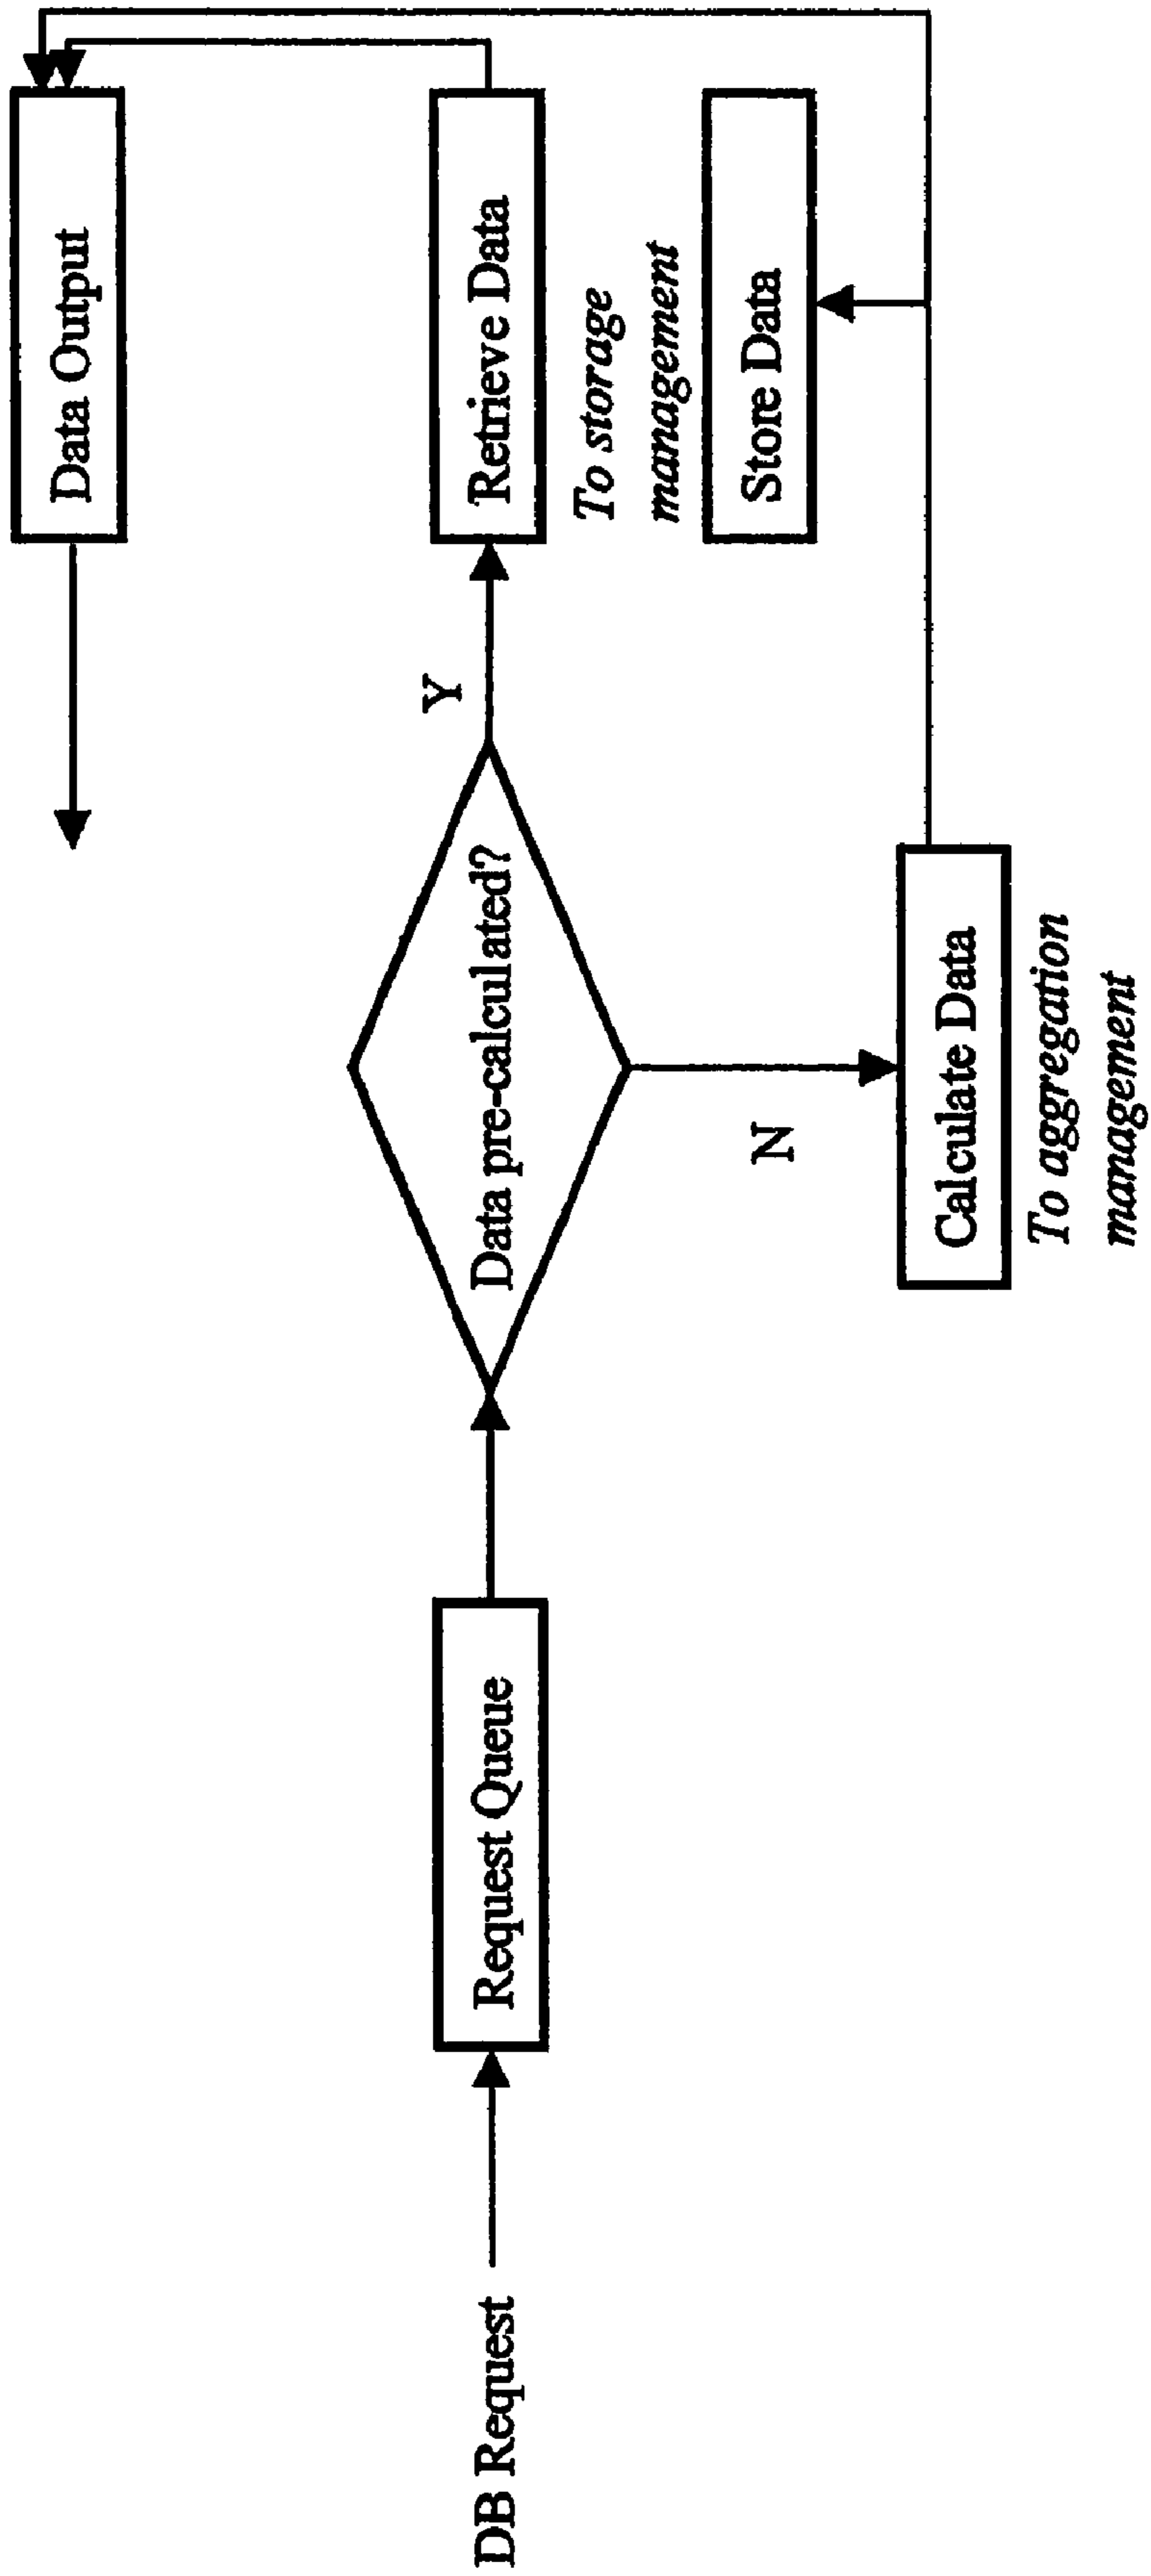 Data Output
DB Request
Request Queue
Data pre-calculated?
Y
Retrieve Data
To storage
management
N
Store Data
Calculate Data
To aggregation
management